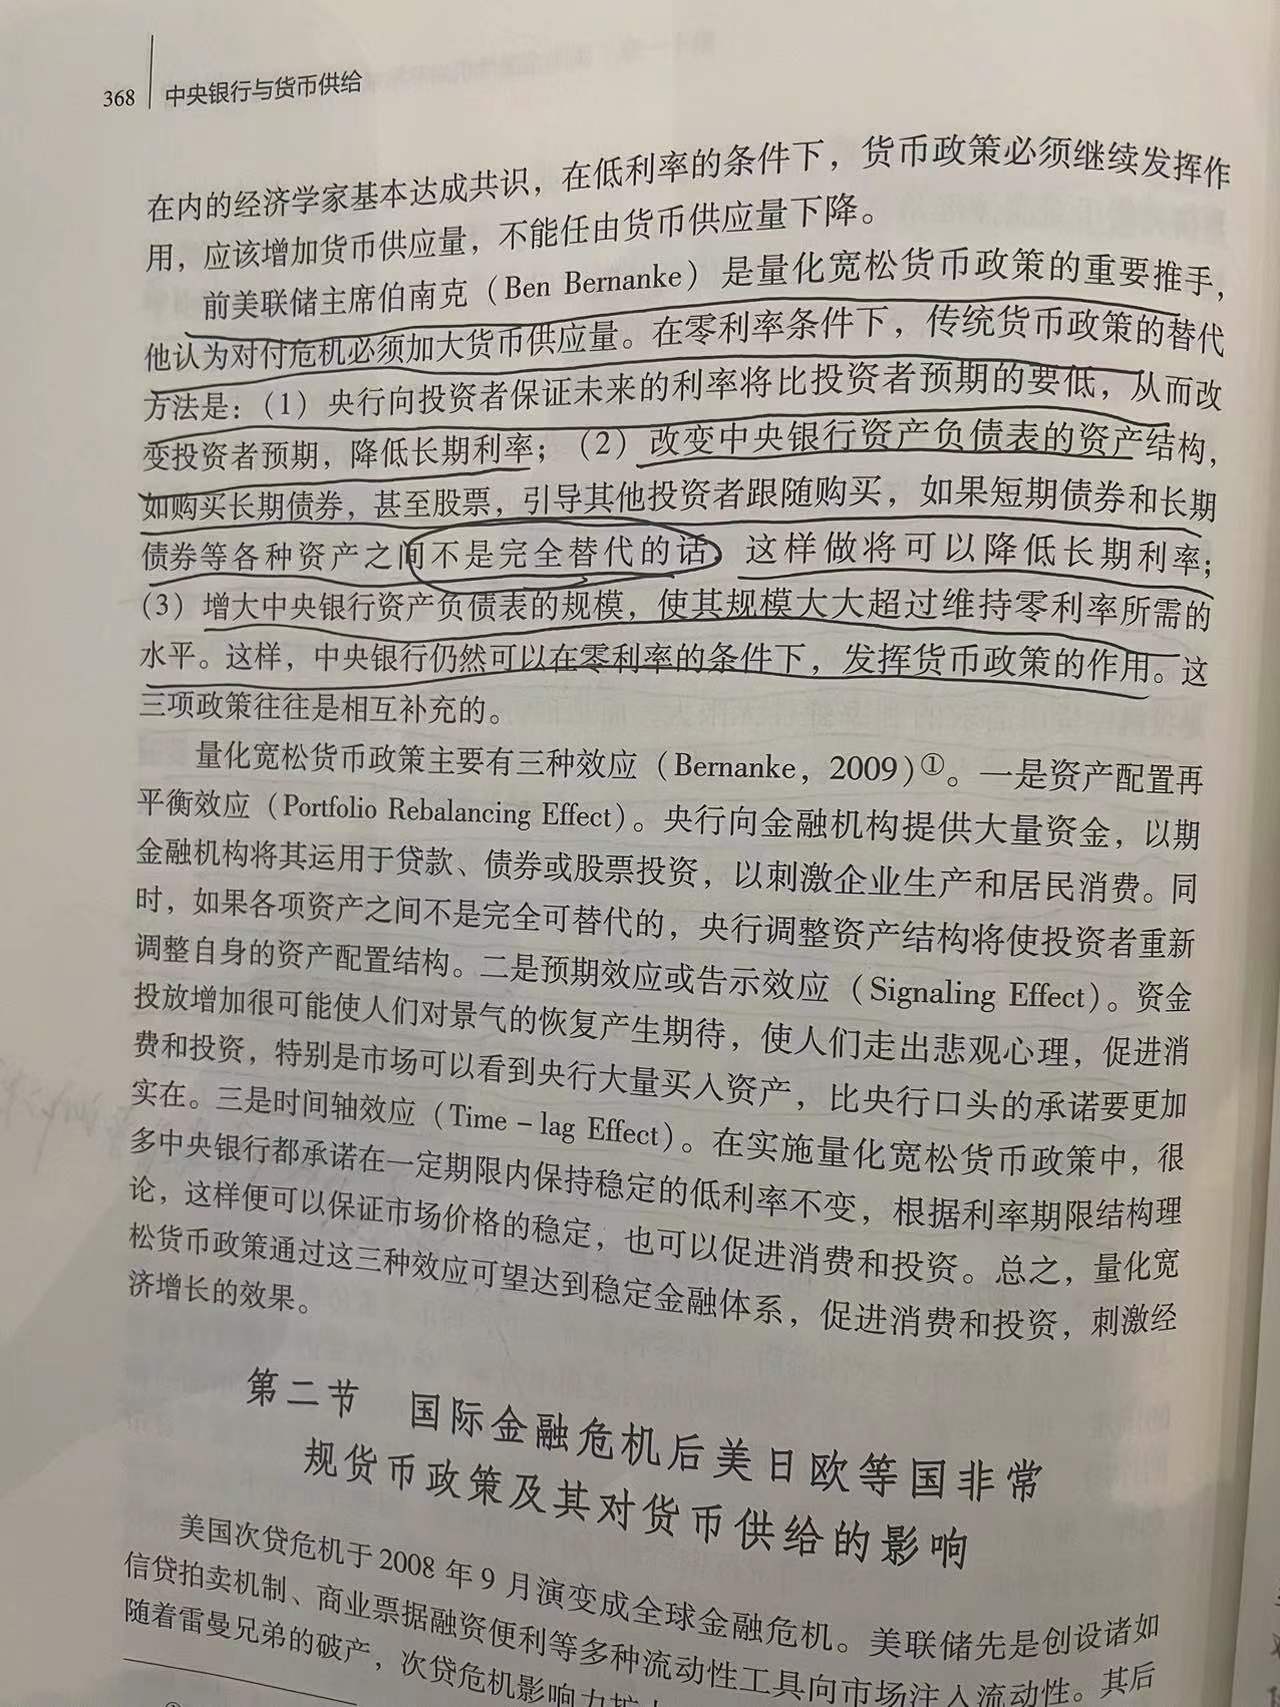 368 中央银行与货币供给
在内的经济学家基本达成共识，在低利率的条件下，货币政策必须继续发挥作
用，应该增加货币供应量，不能任由货币供应量下降。
前美联储主席伯南克（Ben Bernanke）是量化宽松货币政策的重要推手，
他认为对付危机必须加大货币供应量。在零利率条件下，传统货币政策的替代
方法是：（1）央行向投资者保证未来的利率将比投资者预期的要低，从而改
变投资者预期，降低长期利率；（2）改变中央银行资产负债表的资产结构，
如购买长期债券，甚至股票，引导其他投资者跟随购买，如果短期债券和长期
债券等各种资产之间不是完全替代的话，这样做将可以降低长期利率；
（3）增大中央银行资产负债表的规模，使其规模大大超过维持零利率所需的
水平。这样，中央银行仍然可以在零利率的条件下，发挥货币政策的作用。这
三项政策往往是相互补充的。
量化宽松货币政策主要有三种效应（Bernanke，2009）①。一是资产配置再
平衡效应（Portfolio Rebalancing Effect）。央行向金融机构提供大量资金，以期
金融机构将其运用于贷款、债券或股票投资，以刺激企业生产和居民消费。同
时，如果各项资产之间不是完全可替代的，央行调整资产结构将使投资者重新
调整自身的资产配置结构。二是预期效应或告示效应（Signaling Effect）。资金
投放增加很可能使人们对景气的恢复产生期待，使人们走出悲观心理，促进消
费和投资，特别是市场可以看到央行大量买入资产，比央行口头的承诺要更加
实在。三是时间轴效应（Time－lag Effect）。在实施量化宽松货币政策中，很
多中央银行都承诺在一定期限内保持稳定的低利率不变，根据利率期限结构理
论，这样便可以保证市场价格的稳定，也可以促进消费和投资。总之，量化宽
松货币政策通过这三种效应可望达到稳定金融体系，促进消费和投资，刺激经
济增长的效果。
第二节 国际金融危机后美日欧等国非常
规货币政策及其对货币供给的影响
美国次贷危机于2008年9月演变成全球金融危机。美联储先是创设诸如
信贷拍卖机制、商业票据融资便利等多种流动性工具向市场注入流动性。其后
随着雷曼兄弟的破产，次贷危机影响力扩